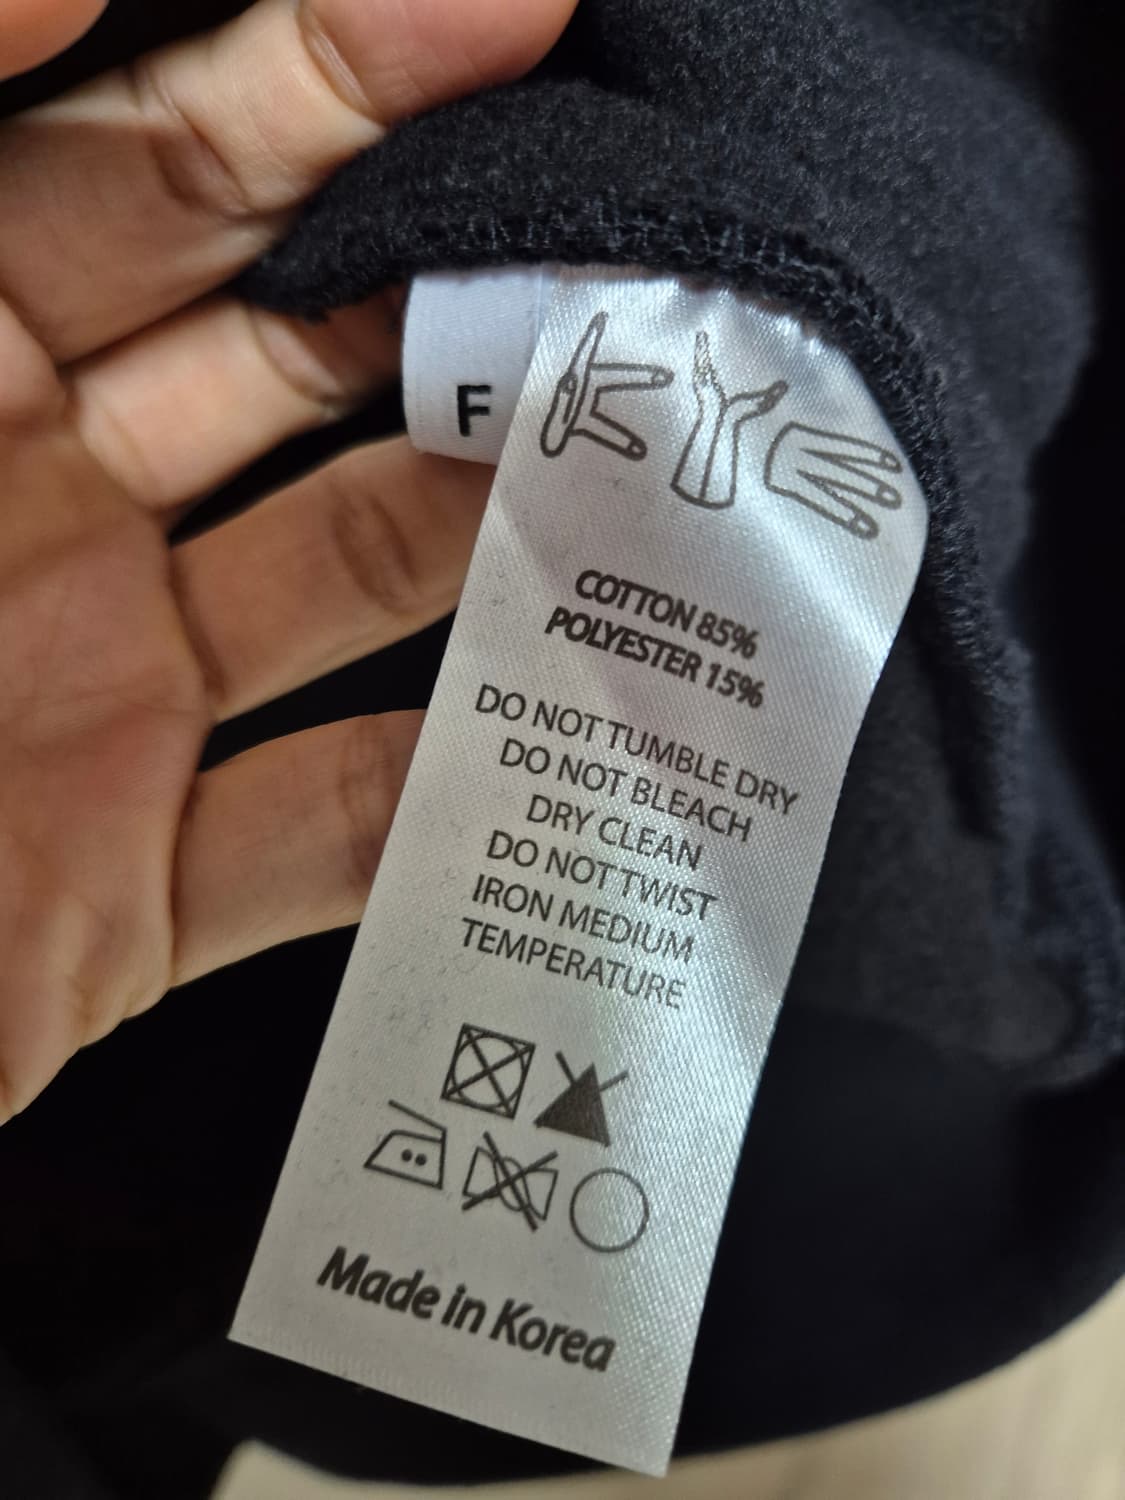 F
KYE
COTTON 85%
POLYESTER 15%
DO NOT TUMBLE DRY
DO NOT BLEACH
DRY CLEAN
DO NOT TWIST
IRON MEDIUM
TEMPERATURE
Made in Korea